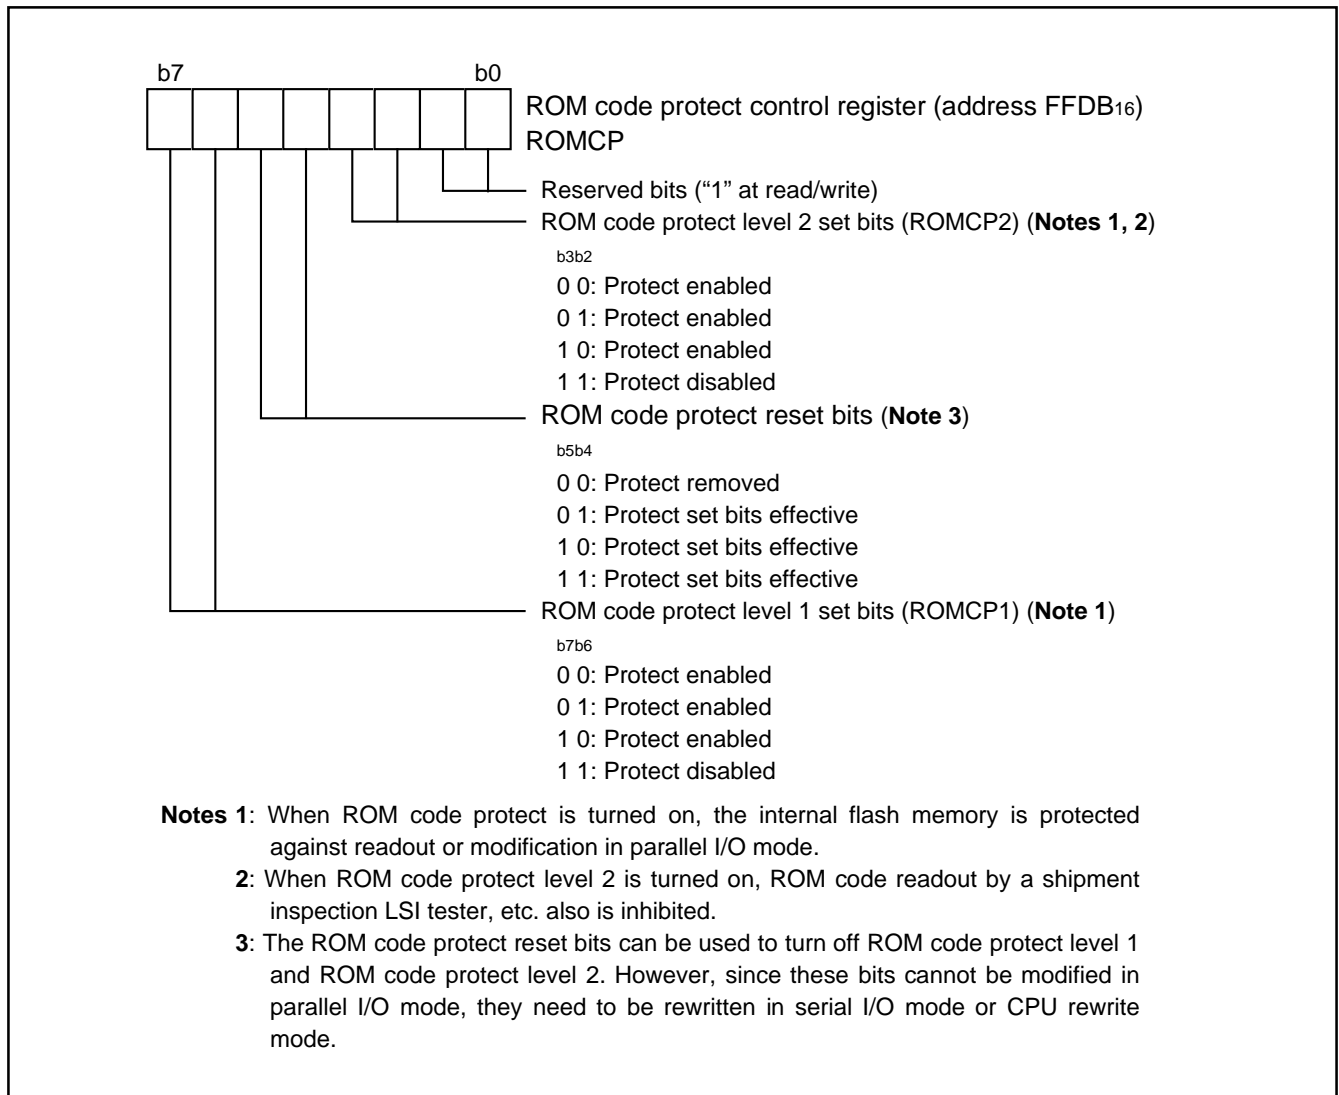 b7 b0
ROM code protect control register (address FFDB16)
ROMCP
Reserved bits (“1” at read/write)
ROM code protect level 2 set bits (ROMCP2) (Notes 1, 2)
b3b2
0 0: Protect enabled
0 1: Protect enabled
1 0: Protect enabled
1 1: Protect disabled
ROM code protect reset bits (Note 3)
b5b4
0 0: Protect removed
0 1: Protect set bits effective
1 0: Protect set bits effective
1 1: Protect set bits effective
ROM code protect level 1 set bits (ROMCP1) (Note 1)
b7b6
0 0: Protect enabled
0 1: Protect enabled
1 0: Protect enabled
1 1: Protect disabled
Notes 1: When ROM code protect is turned on, the internal flash memory is protected
against readout or modification in parallel I/O mode.
2: When ROM code protect level 2 is turned on, ROM code readout by a shipment
inspection LSI tester, etc. also is inhibited.
3: The ROM code protect reset bits can be used to turn off ROM code protect level 1
and ROM code protect level 2. However, since these bits cannot be modified in
parallel I/O mode, they need to be rewritten in serial I/O mode or CPU rewrite
mode.